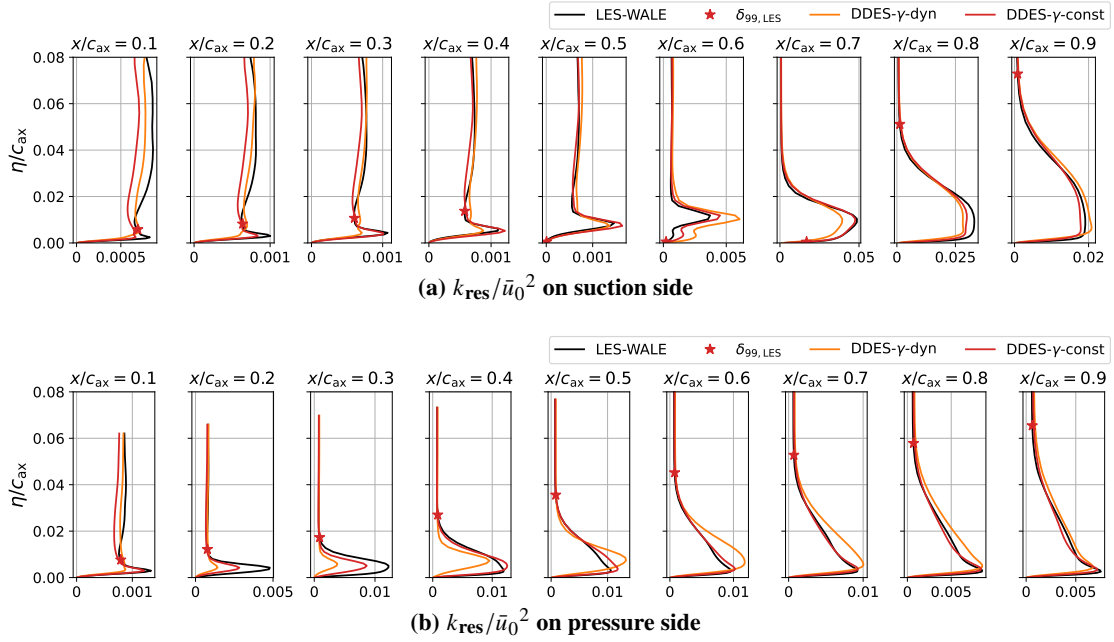 LES-WALE δ99, LES DDES-γ-dyn DDES-γ-const
x/cax = 0.1 x/cax = 0.2 x/cax = 0.3 x/cax = 0.4 x/cax = 0.5 x/cax = 0.6 x/cax = 0.7 x/cax = 0.8 x/cax = 0.9
0.08
0.06
0.04
0.02
0.00
η/cax
0 0.0005 0 0.001 0 0.001 0 0.001 0 0.001 0 0.005 0 0.05 0 0.025 0 0.02
(a) kres/ū0² on suction side
LES-WALE δ99, LES DDES-γ-dyn DDES-γ-const
x/cax = 0.1 x/cax = 0.2 x/cax = 0.3 x/cax = 0.4 x/cax = 0.5 x/cax = 0.6 x/cax = 0.7 x/cax = 0.8 x/cax = 0.9
0.08
0.06
0.04
0.02
0.00
η/cax
0 0.001 0 0.005 0 0.01 0 0.01 0 0.01 0 0.01 0 0.01 0 0.005 0 0.005
(b) kres/ū0² on pressure side